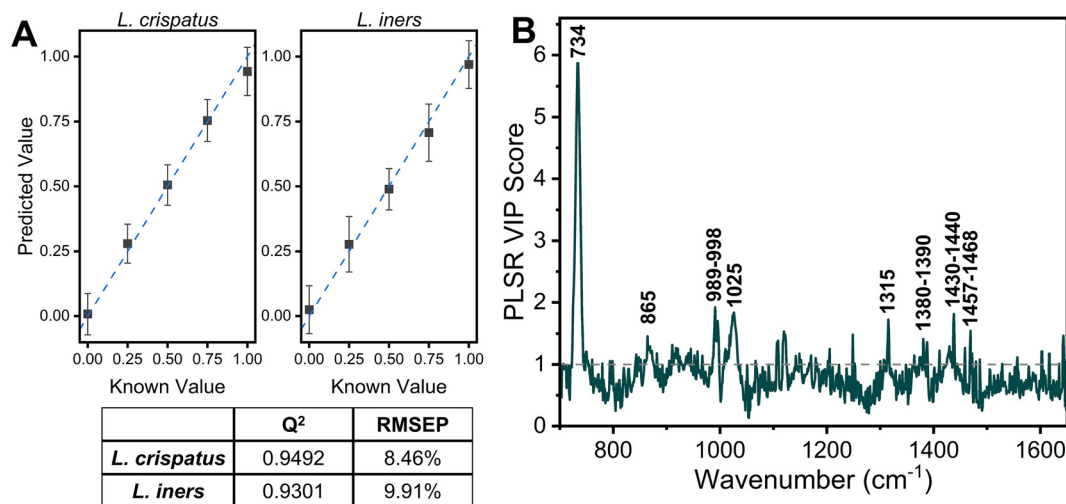 A
L. crispatus
L. iners
Predicted Value
1.00
0.75
0.50
0.25
0.00
0.00 0.25 0.50 0.75 1.00
Known Value
1.00
0.75
0.50
0.25
0.00
0.00 0.25 0.50 0.75 1.00
Known Value
Q² RMSEP
L. crispatus 0.9492 8.46%
L. iners 0.9301 9.91%
B
PLSR VIP Score
6
5
4
3
2
1
0
734
865
989-998
1025
1315
1380-1390
1430-1440
1457-1468
800 1000 1200 1400 1600
Wavenumber (cm⁻¹)